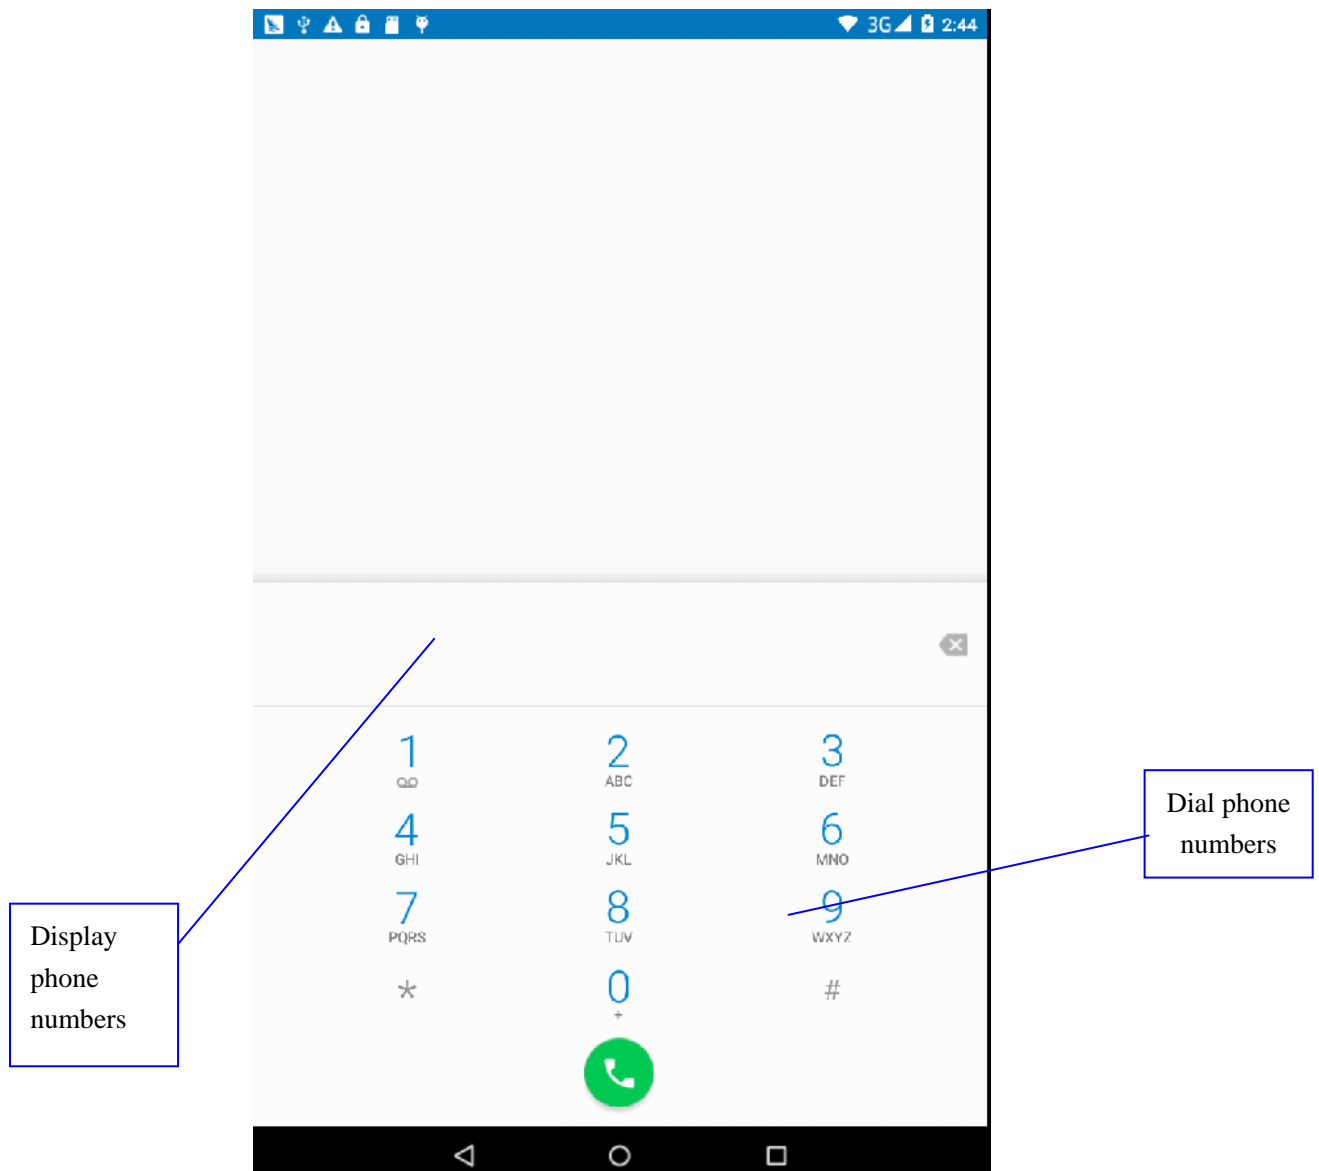 3G 2:44
1 2 3
ABC DEF
4 5 6
GHI JKL MNO
7 8 9
PQRS TUV WXYZ
* 0 #
+
Display
phone
numbers
Dial phone
numbers